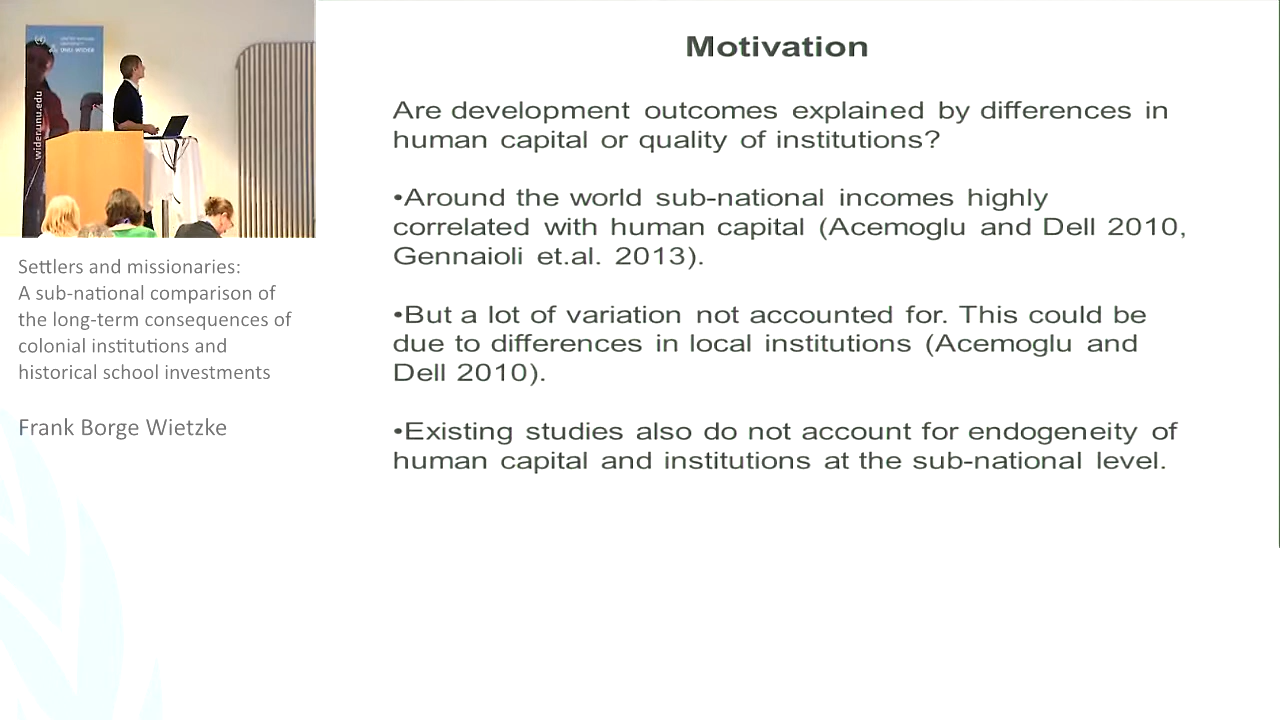 UNU-WIDER
wider.unu.edu
Settlers and missionaries:
A sub-national comparison of
the long-term consequences of
colonial institutions and
historical school investments
Frank Borge Wietzke
Motivation
Are development outcomes explained by differences in
human capital or quality of institutions?
•Around the world sub-national incomes highly
correlated with human capital (Acemoglu and Dell 2010,
Gennaioli et.al. 2013).
•But a lot of variation not accounted for. This could be
due to differences in local institutions (Acemoglu and
Dell 2010).
•Existing studies also do not account for endogeneity of
human capital and institutions at the sub-national level.